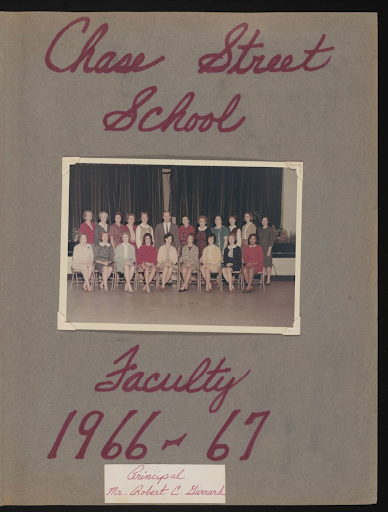 Chase Street
School
Faculty
1966-67
Principal
Mr. Robert C Garrard